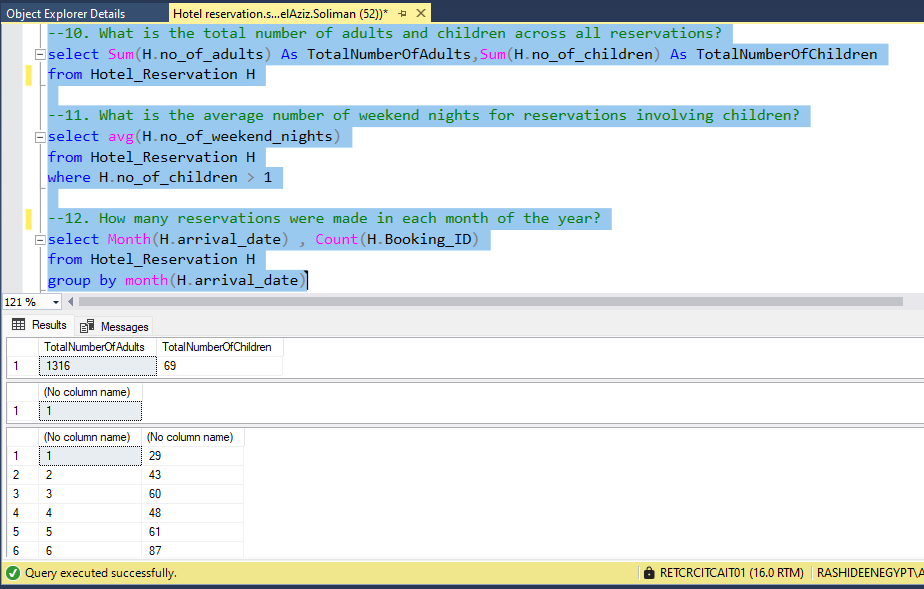 Object Explorer Details
Hotel reservation.s...elAziz.Soliman (52))*
--10. What is the total number of adults and children across all reservations?
select Sum(H.no_of_adults) As TotalNumberOfAdults,Sum(H.no_of_children) As TotalNumberOfChildren
from Hotel_Reservation H
--11. What is the average number of weekend nights for reservations involving children?
select avg(H.no_of_weekend_nights)
from Hotel_Reservation H
where H.no_of_children > 1
--12. How many reservations were made in each month of the year?
select Month(H.arrival_date) , Count(H.Booking_ID)
from Hotel_Reservation H
group by month(H.arrival_date)
121 %
Results Messages
TotalNumberOfAdults TotalNumberOfChildren
1 1316 69
(No column name)
1 1
(No column name) (No column name)
1 1 29
2 2 43
3 3 60
4 4 48
5 5 61
6 6 87
Query executed successfully.
RETCRCITCAIT01 (16.0 RTM) RASHIDEENEGYPT\A